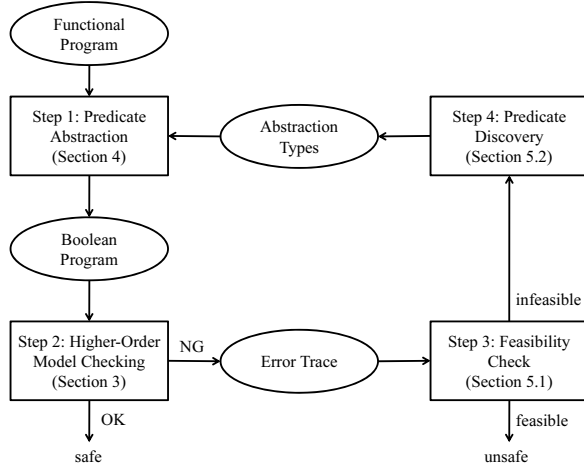 Functional
Program
Step 1: Predicate
Abstraction
(Section 4)
Abstraction
Types
Step 4: Predicate
Discovery
(Section 5.2)
Boolean
Program
infeasible
Step 2: Higher-Order
Model Checking
(Section 3)
NG
Error Trace
Step 3: Feasibility
Check
(Section 5.1)
OK
feasible
safe
unsafe